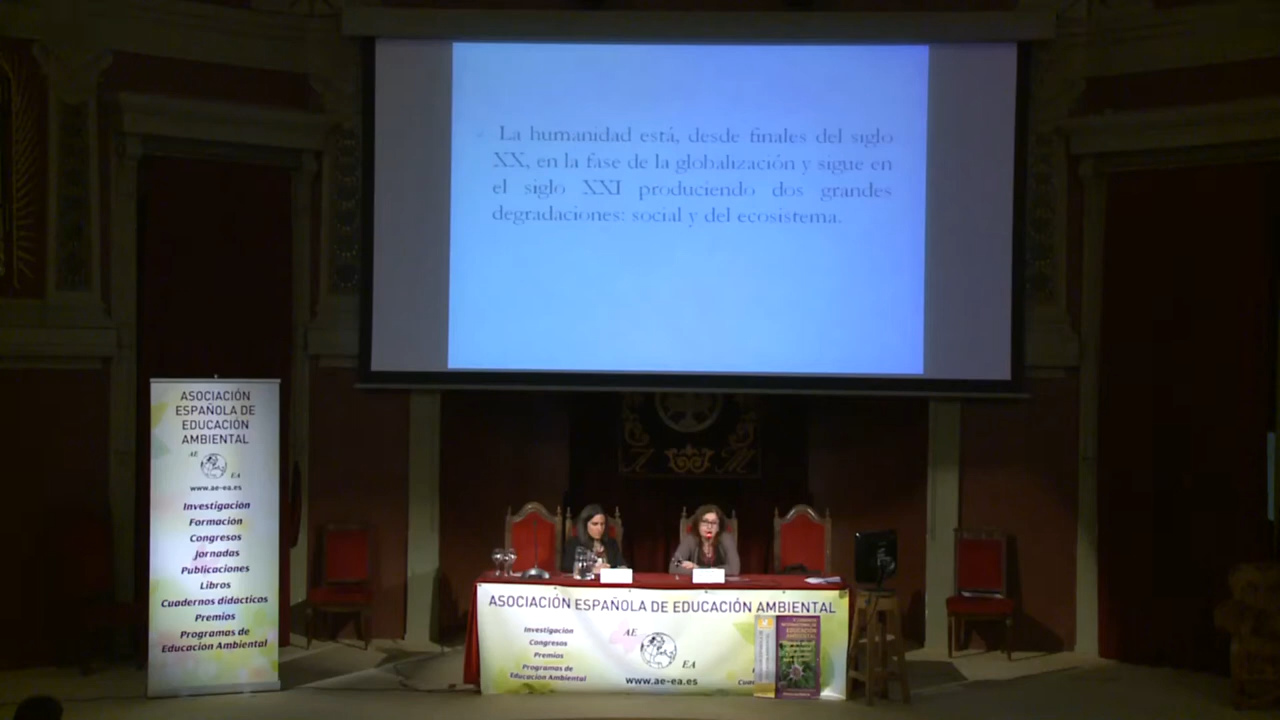 La humanidad está, desde finales del siglo
XX, en la fase de la globalización y sigue en
el siglo XXI produciendo dos grandes
degradaciones: social y del ecosistema.
ASOCIACIÓN
ESPAÑOLA DE
EDUCACIÓN
AMBIENTAL
AE
EA
www.ae-ea.es
Investigación
Formación
Congresos
Jornadas
Publicaciones
Libros
Cuadernos didácticos
Premios
Programas de
Educación Ambiental
ASOCIACIÓN ESPAÑOLA DE EDUCACIÓN AMBIENTAL
Investigación
Congresos
Premios
Programas de
Educación Ambiental
AE
EA
www.ae-ea.es
EDUCACIÓN
AMBIENTAL